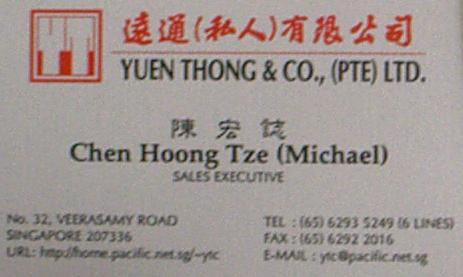 遠通(私人)有限公司
YUEN THONG & CO., (PTE) LTD.
陳宏誌
Chen Hoong Tze (Michael)
SALES EXECUTIVE
No. 32, VEERASAMY ROAD
SINGAPORE 207336
URL: http://home.pacific.net.sg/~ytc
TEL : (65) 6293 5249 (6 LINES)
FAX : (65) 6292 2016
E-MAIL : ytc@pacific.net.sg